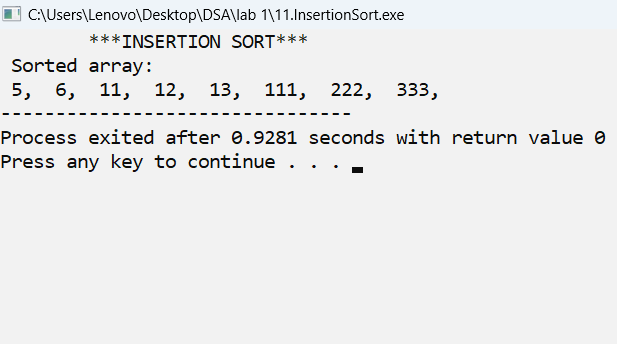 C:\Users\Lenovo\Desktop\DSA\lab 1\11.InsertionSort.exe
***INSERTION SORT***
Sorted array:
5, 6, 11, 12, 13, 111, 222, 333,
--------------------------------
Process exited after 0.9281 seconds with return value 0
Press any key to continue . . .